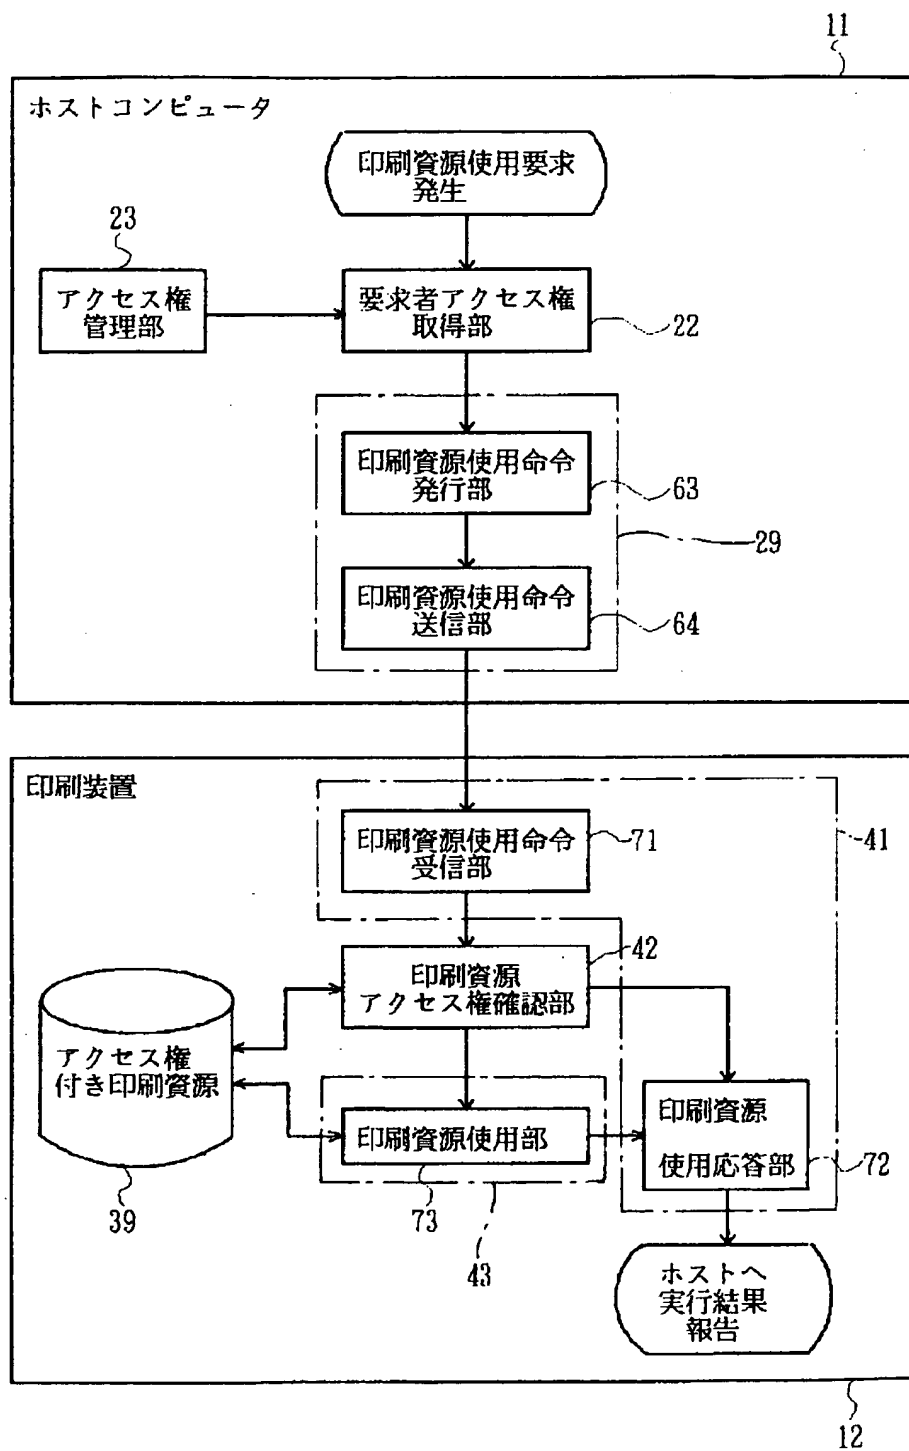 11
ホストコンピュータ
印刷資源使用要求
発生
23
アクセス権
管理部
要求者アクセス権
取得部
22
印刷資源使用命令
発行部
63
29
印刷資源使用命令
送信部
64
印刷装置
印刷資源使用命令
受信部
71
41
42
印刷資源
アクセス権確認部
アクセス権
付き印刷資源
39
印刷資源使用部
73
43
印刷資源
使用応答部
72
ホストへ
実行結果
報告
12